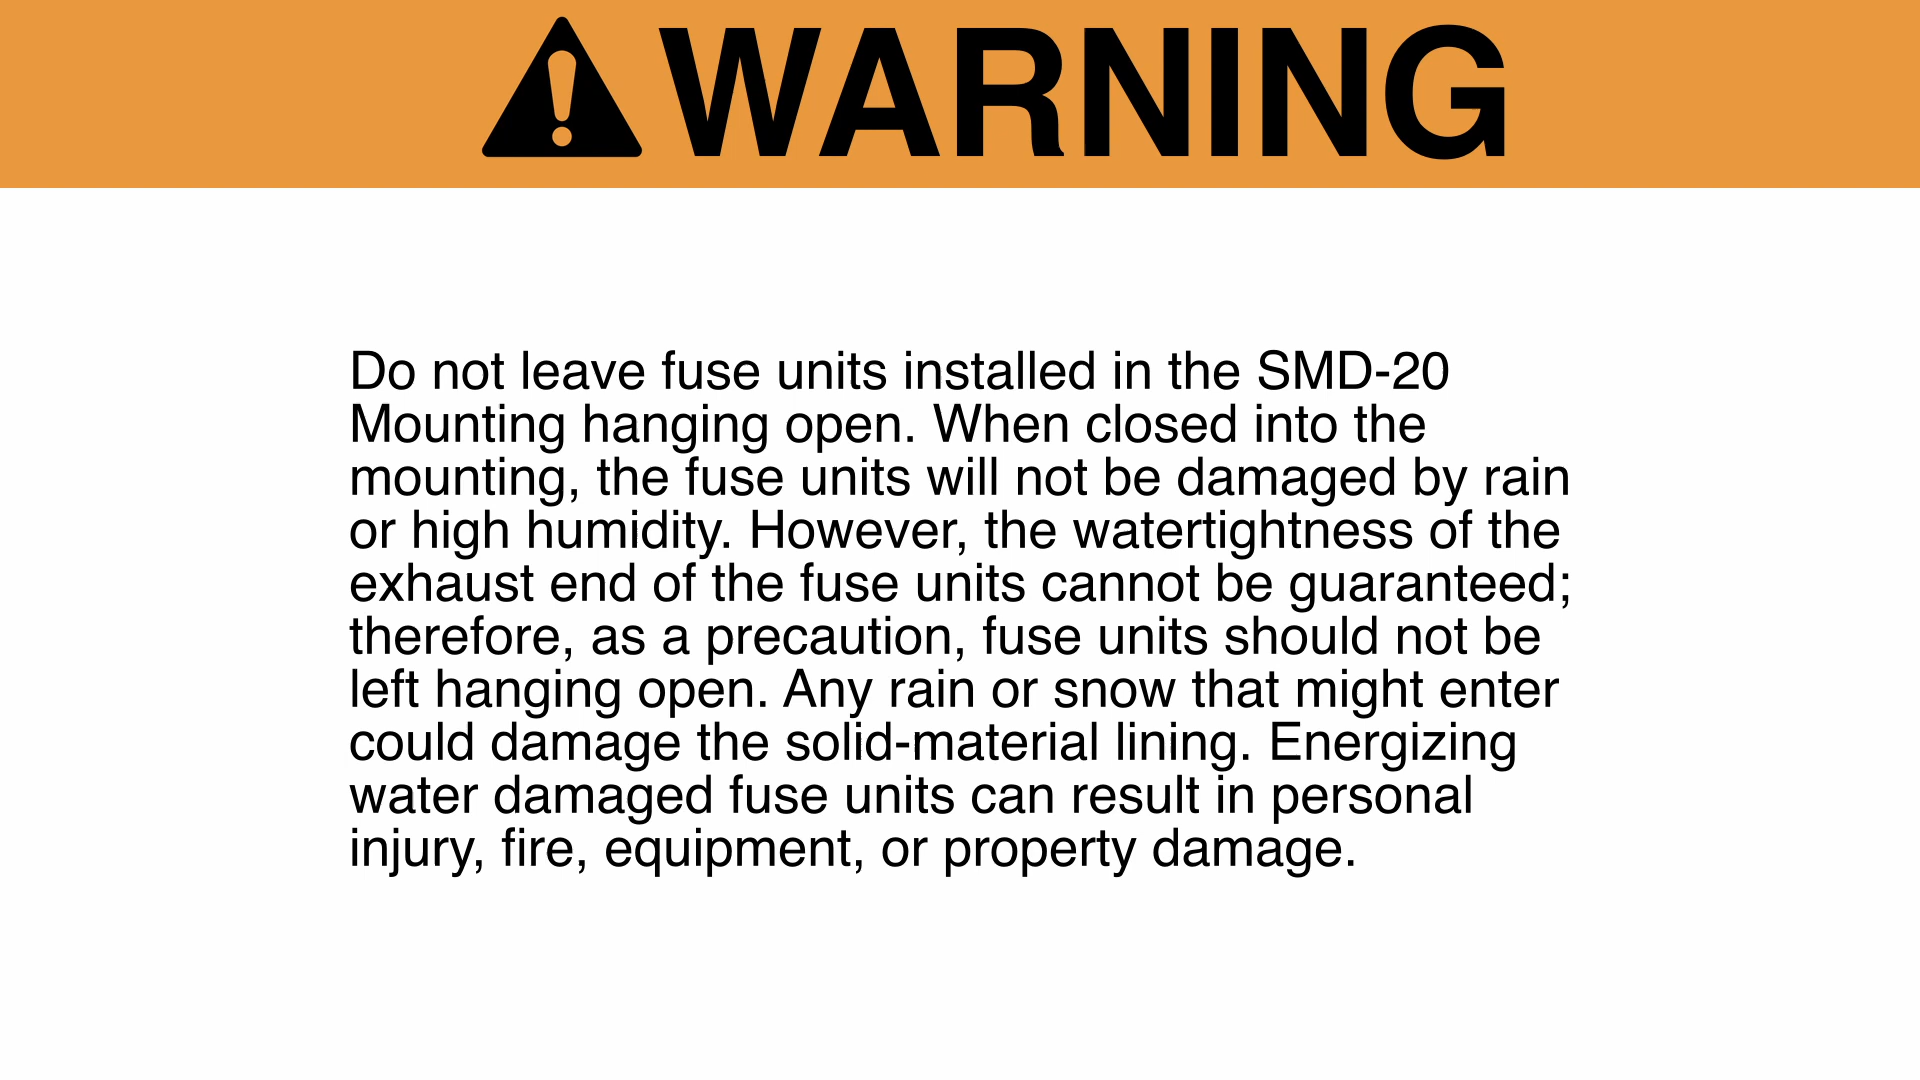 WARNING
Do not leave fuse units installed in the SMD-20
Mounting hanging open. When closed into the
mounting, the fuse units will not be damaged by rain
or high humidity. However, the watertightness of the
exhaust end of the fuse units cannot be guaranteed;
therefore, as a precaution, fuse units should not be
left hanging open. Any rain or snow that might enter
could damage the solid-material lining. Energizing
water damaged fuse units can result in personal
injury, fire, equipment, or property damage.